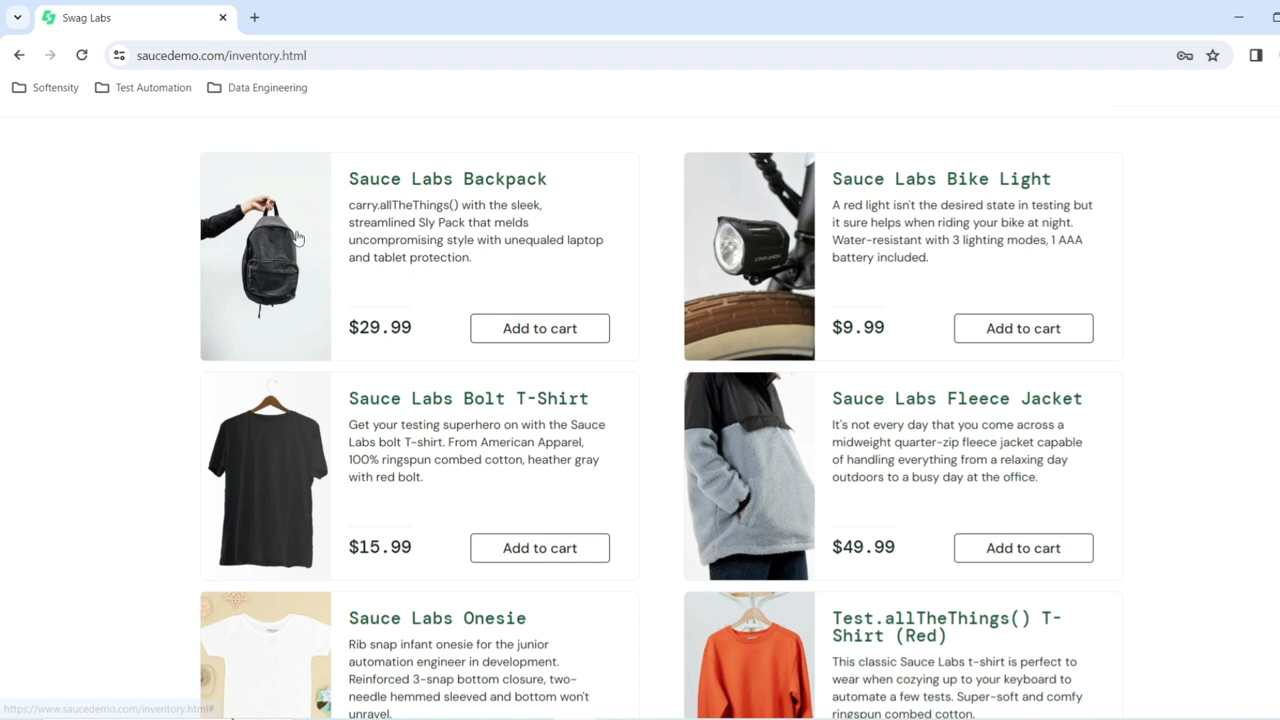 Swag Labs
saucedemo.com/inventory.html
Softensity
Test Automation
Data Engineering
Sauce Labs Backpack
carry.allTheThings() with the sleek,
streamlined Sly Pack that melds
uncompromising style with unequaled laptop
and tablet protection.
$29.99
Add to cart
Sauce Labs Bike Light
A red light isn't the desired state in testing but
it sure helps when riding your bike at night.
Water-resistant with 3 lighting modes, 1 AAA
battery included.
$9.99
Add to cart
Sauce Labs Bolt T-Shirt
Get your testing superhero on with the Sauce
Labs bolt T-shirt. From American Apparel,
100% ringspun combed cotton, heather gray
with red bolt.
$15.99
Add to cart
Sauce Labs Fleece Jacket
It's not every day that you come across a
midweight quarter-zip fleece jacket capable
of handling everything from a relaxing day
outdoors to a busy day at the office.
$49.99
Add to cart
Sauce Labs Onesie
Rib snap infant onesie for the junior
automation engineer in development.
Reinforced 3-snap bottom closure, two-
needle hemmed sleeved and bottom won't
unravel.
Test.allTheThings() T-
Shirt (Red)
This classic Sauce Labs t-shirt is perfect to
wear when cozying up to your keyboard to
automate a few tests. Super-soft and comfy
ringspun combed cotton.
https://www.saucedemo.com/inventory.html#